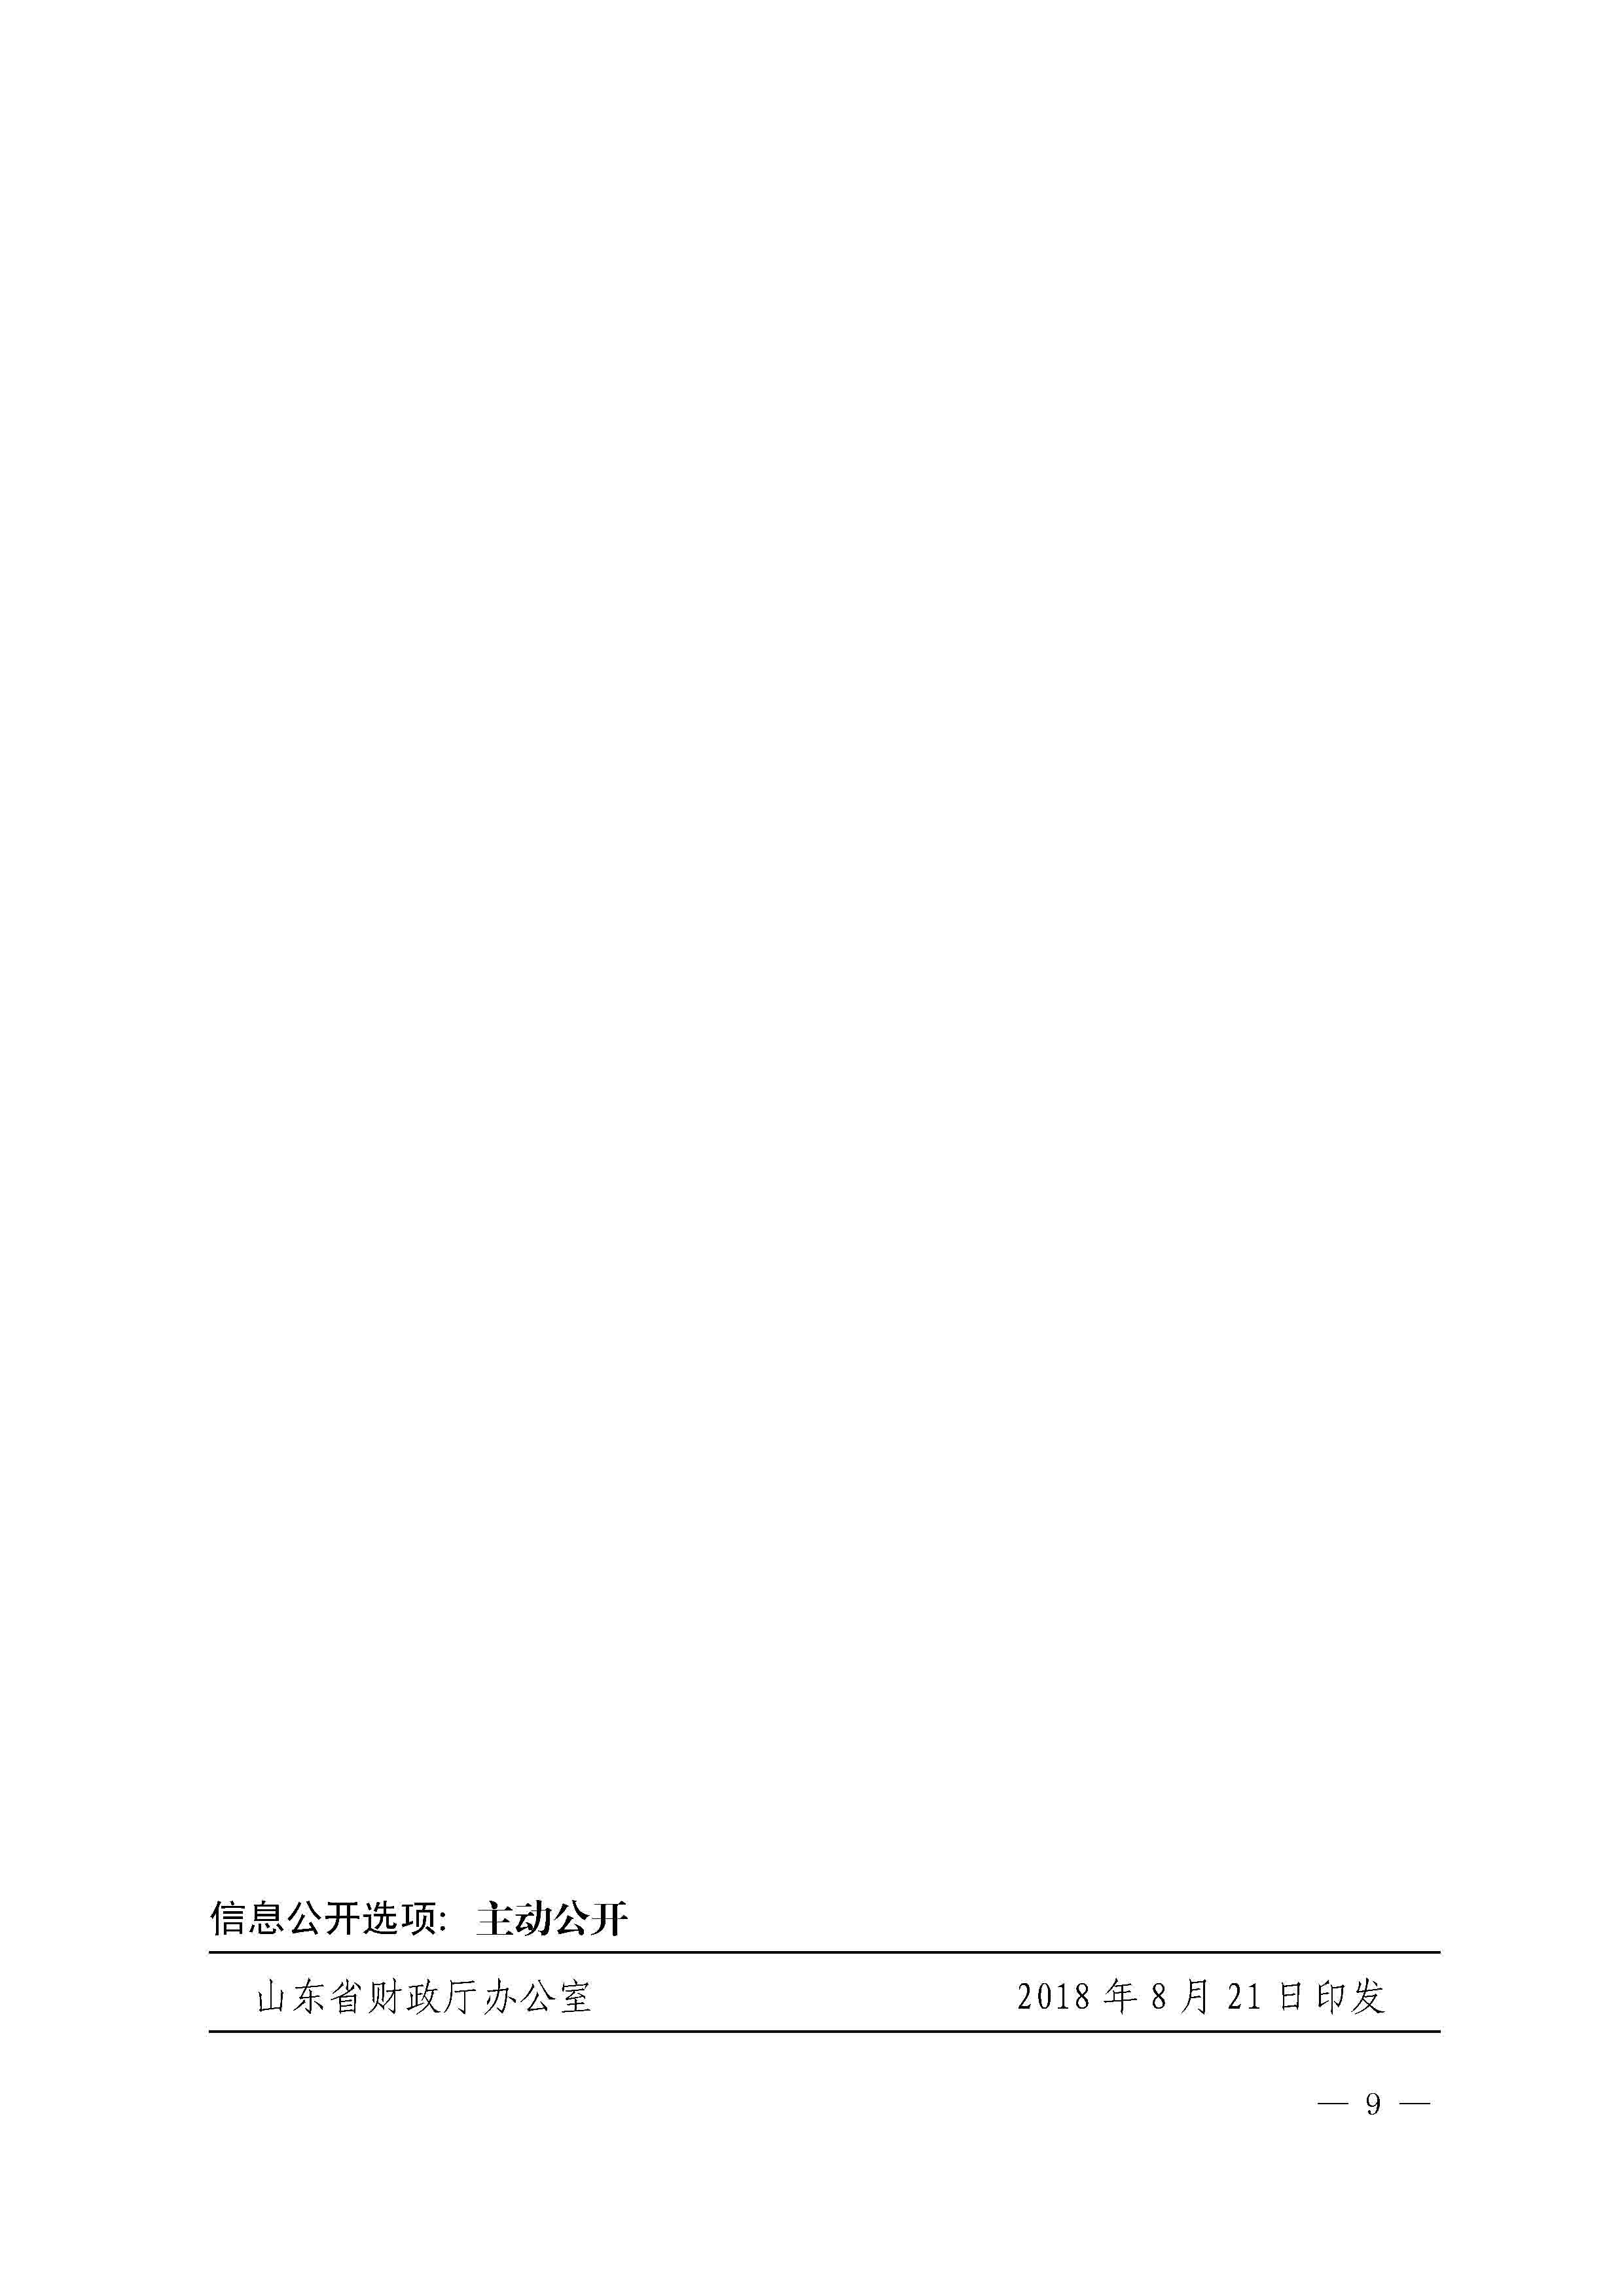 信息公开选项： 主动公开
山东省财政厅办公室 2018 年 8 月 21 日印发
— 9 —